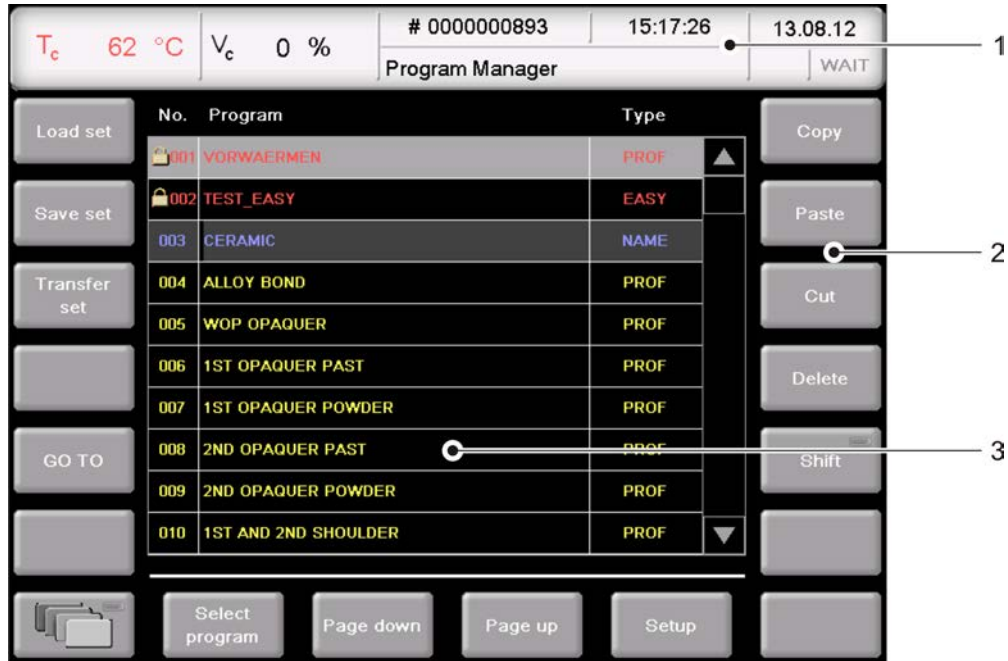 Tc 62 °C
Vc 0 %
# 0000000893
15:17:26
13.08.12
Program Manager
WAIT
1
Load set
Save set
Transfer
set
GO TO
No. Program Type
001 VORWAERMEN PROF
002 TEST_EASY EASY
003 CERAMIC NAME
004 ALLOY BOND PROF
005 WOP OPAQUER PROF
006 1ST OPAQUER PAST PROF
007 1ST OPAQUER POWDER PROF
008 2ND OPAQUER PAST PROF
009 2ND OPAQUER POWDER PROF
010 1ST AND 2ND SHOULDER PROF
Copy
Paste
2
Cut
Delete
Shift
3
Select
program
Page down
Page up
Setup